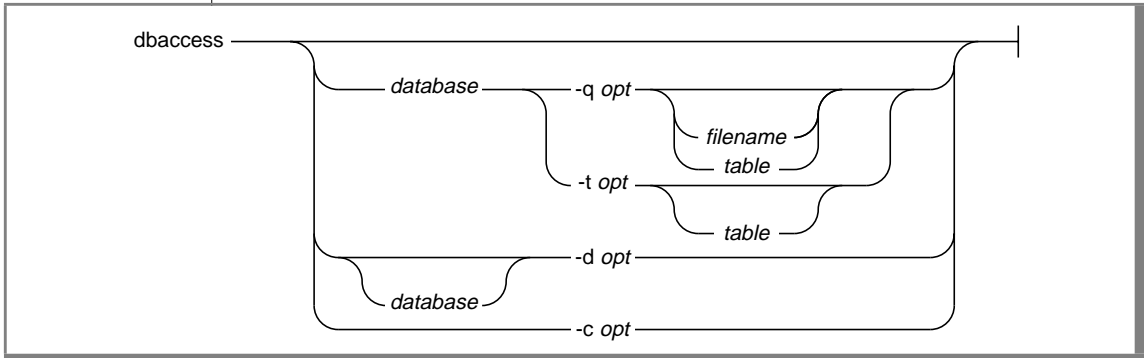 dbaccess
database -q opt
filename
table
-t opt
table
-d opt
database
-c opt